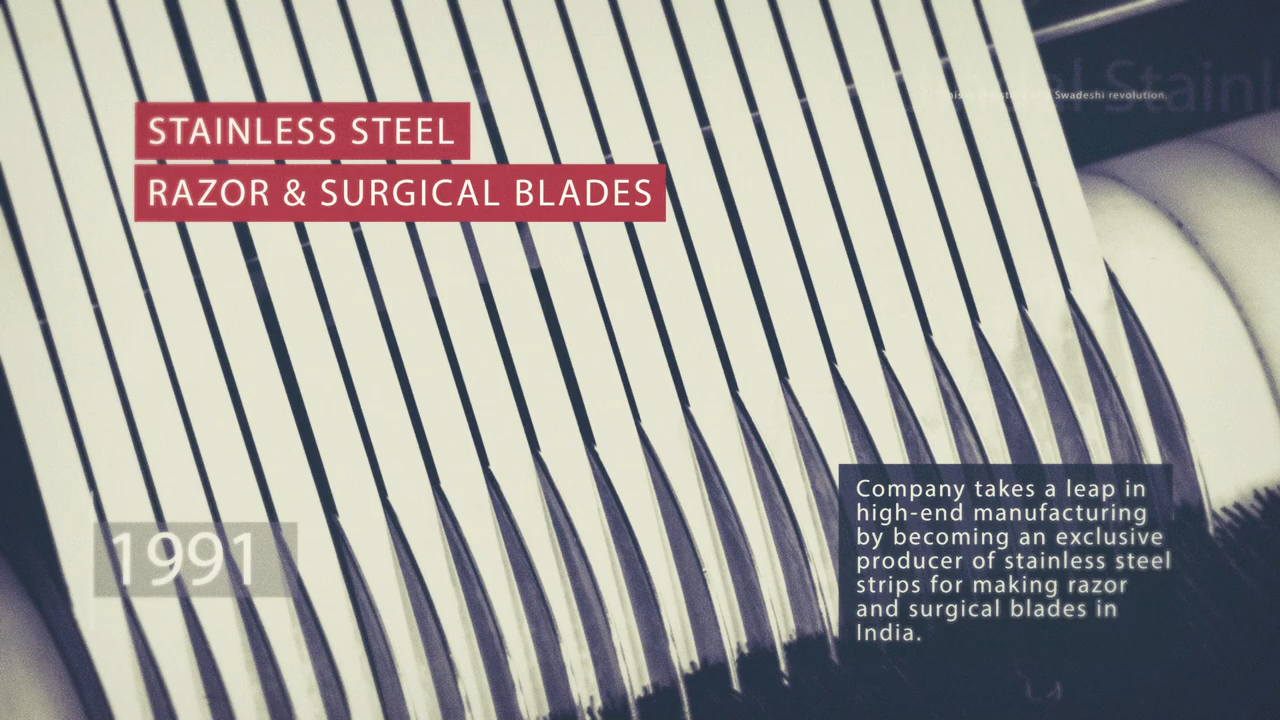 Stainl
Swadeshi revolution.
STAINLESS STEEL
RAZOR & SURGICAL BLADES
1991
Company takes a leap in
high-end manufacturing
by becoming an exclusive
producer of stainless steel
strips for making razor
and surgical blades in
India.